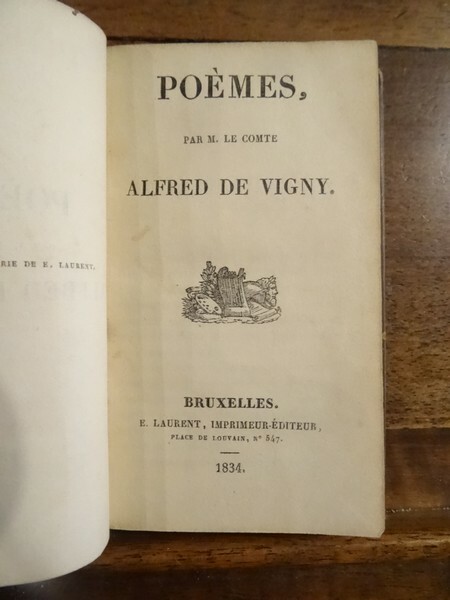 RIE DE E. LAURENT.
POÈMES,
PAR M. LE COMTE
ALFRED DE VIGNY.
BRUXELLES.
E. LAURENT, IMPRIMEUR-ÉDITEUR,
PLACE DE LOUVAIN, Nº 547.
1834.